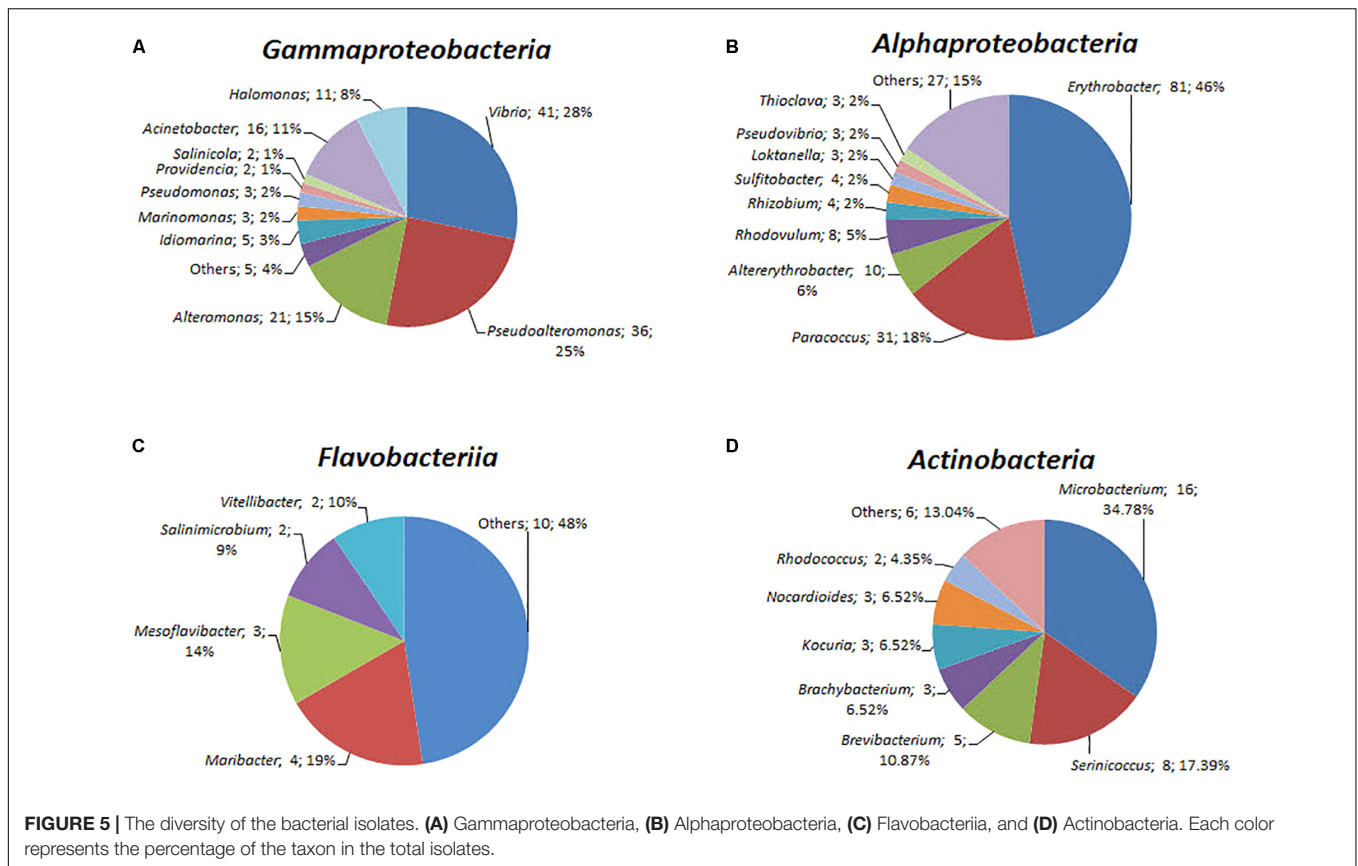 A
Gammaproteobacteria
Halomonas; 11; 8%
Vibrio; 41; 28%
Acinetobacter; 16; 11%
Salinicola; 2; 1%
Providencia; 2; 1%
Pseudomonas; 3; 2%
Marinomonas; 3; 2%
Idiomarina; 5; 3%
Others; 5; 4%
Alteromonas; 21; 15%
Pseudoalteromonas; 36;
25%
B
Alphaproteobacteria
Others; 27; 15%
Erythrobacter; 81; 46%
Thioclava; 3; 2%
Pseudovibrio; 3; 2%
Loktanella; 3; 2%
Sulfitobacter; 4; 2%
Rhizobium; 4; 2%
Rhodovulum; 8; 5%
Altererythrobacter; 10;
6%
Paracoccus; 31; 18%
C
Flavobacteriia
Vitellibacter; 2; 10%
Others; 10; 48%
Salinimicrobium; 2;
9%
Mesoflavibacter; 3;
14%
Maribacter; 4; 19%
D
Actinobacteria
Microbacterium; 16;
34.78%
Others; 6; 13.04%
Rhodococcus; 2; 4.35%
Nocardioides; 3; 6.52%
Kocuria; 3; 6.52%
Brachybacterium; 3;
6.52%
Brevibacterium; 5;
10.87%
Serinicoccus; 8; 17.39%
FIGURE 5 | The diversity of the bacterial isolates. (A) Gammaproteobacteria, (B) Alphaproteobacteria, (C) Flavobacteriia, and (D) Actinobacteria. Each color
represents the percentage of the taxon in the total isolates.